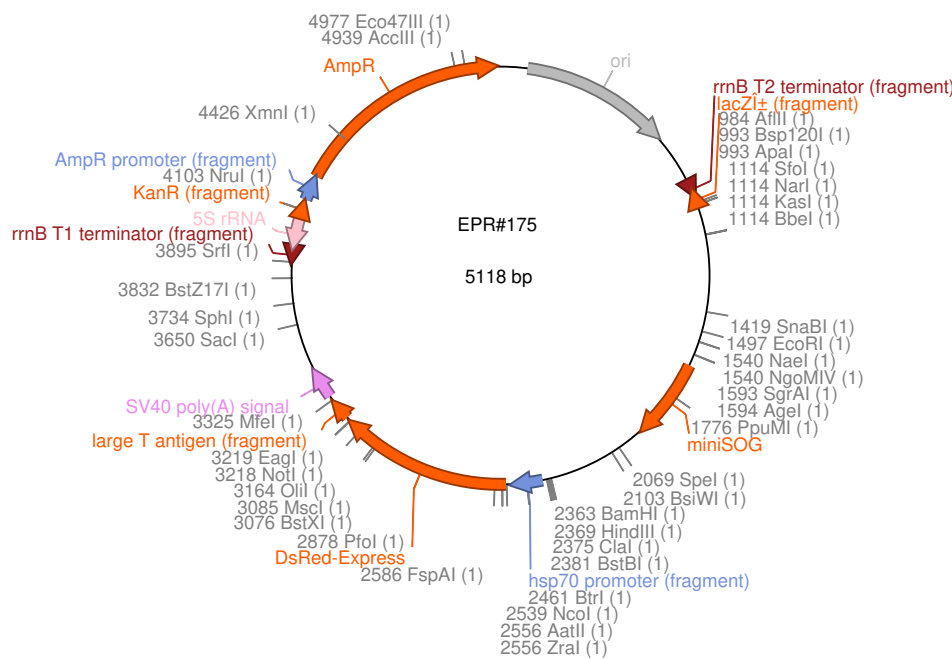 4977 Eco47III (1)
4939 AccIII (1)
AmpR
ori
rrnB T2 terminator (fragment)
lacZÎ± (fragment)
984 AflII (1)
993 Bsp120I (1)
993 ApaI (1)
1114 SfoI (1)
1114 NarI (1)
1114 KasI (1)
1114 BbeI (1)
4426 XmnI (1)
AmpR promoter (fragment)
4103 NruI (1)
KanR (fragment)
5S rRNA
rrnB T1 terminator (fragment)
3895 SrfI (1)
3832 BstZ17I (1)
3734 SphI (1)
3650 SacI (1)
EPR#175
5118 bp
1419 SnaBI (1)
1497 EcoRI (1)
1540 NaeI (1)
1540 NgoMIV (1)
1593 SgrAI (1)
1594 AgeI (1)
1776 PpuMI (1)
miniSOG
SV40 poly(A) signal
3325 MfeI (1)
large T antigen (fragment)
3219 EagI (1)
3218 NotI (1)
3164 OliI (1)
3085 MscI (1)
3076 BstXI (1)
2878 PfoI (1)
DsRed-Express
2586 FspAI (1)
2069 SpeI (1)
2103 BsiWI (1)
2363 BamHI (1)
2369 HindIII (1)
2375 ClaI (1)
2381 BstBI (1)
hsp70 promoter (fragment)
2461 BtrI (1)
2539 NcoI (1)
2556 AatII (1)
2556 ZraI (1)